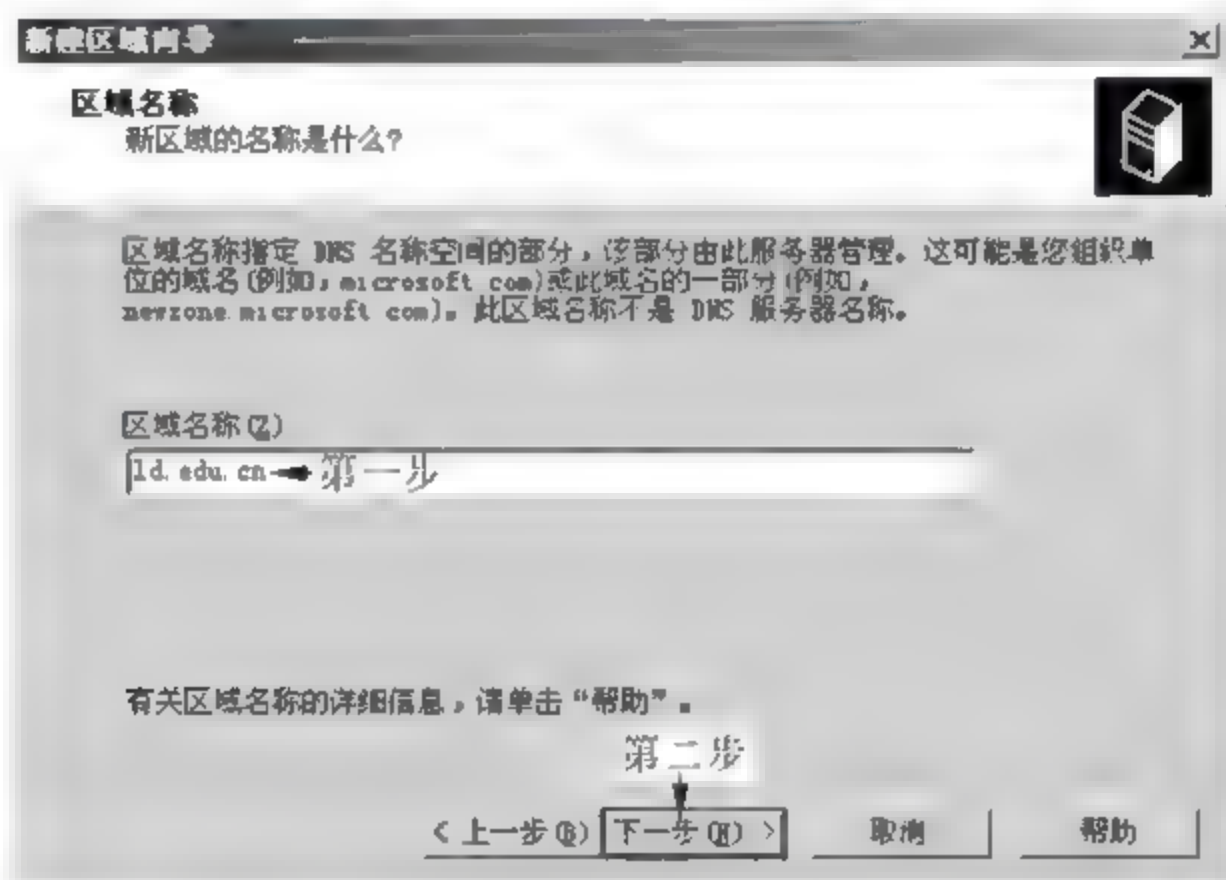 新建区域向导
区域名称
新区域的名称是什么?
区域名称指定 DNS 名称空间的部分，该部分由此服务器管理。这可能是您组织单
位的域名(例如，microsoft.com)或此域名的一部分(例如，
newzone.microsoft.com)。此区域名称不是 DNS 服务器名称。
区域名称(Z)
ld.edu.cn 第一步
有关区域名称的详细信息，请单击“帮助”。
第二步
< 上一步(B) 下一步(N) > 取消 帮助